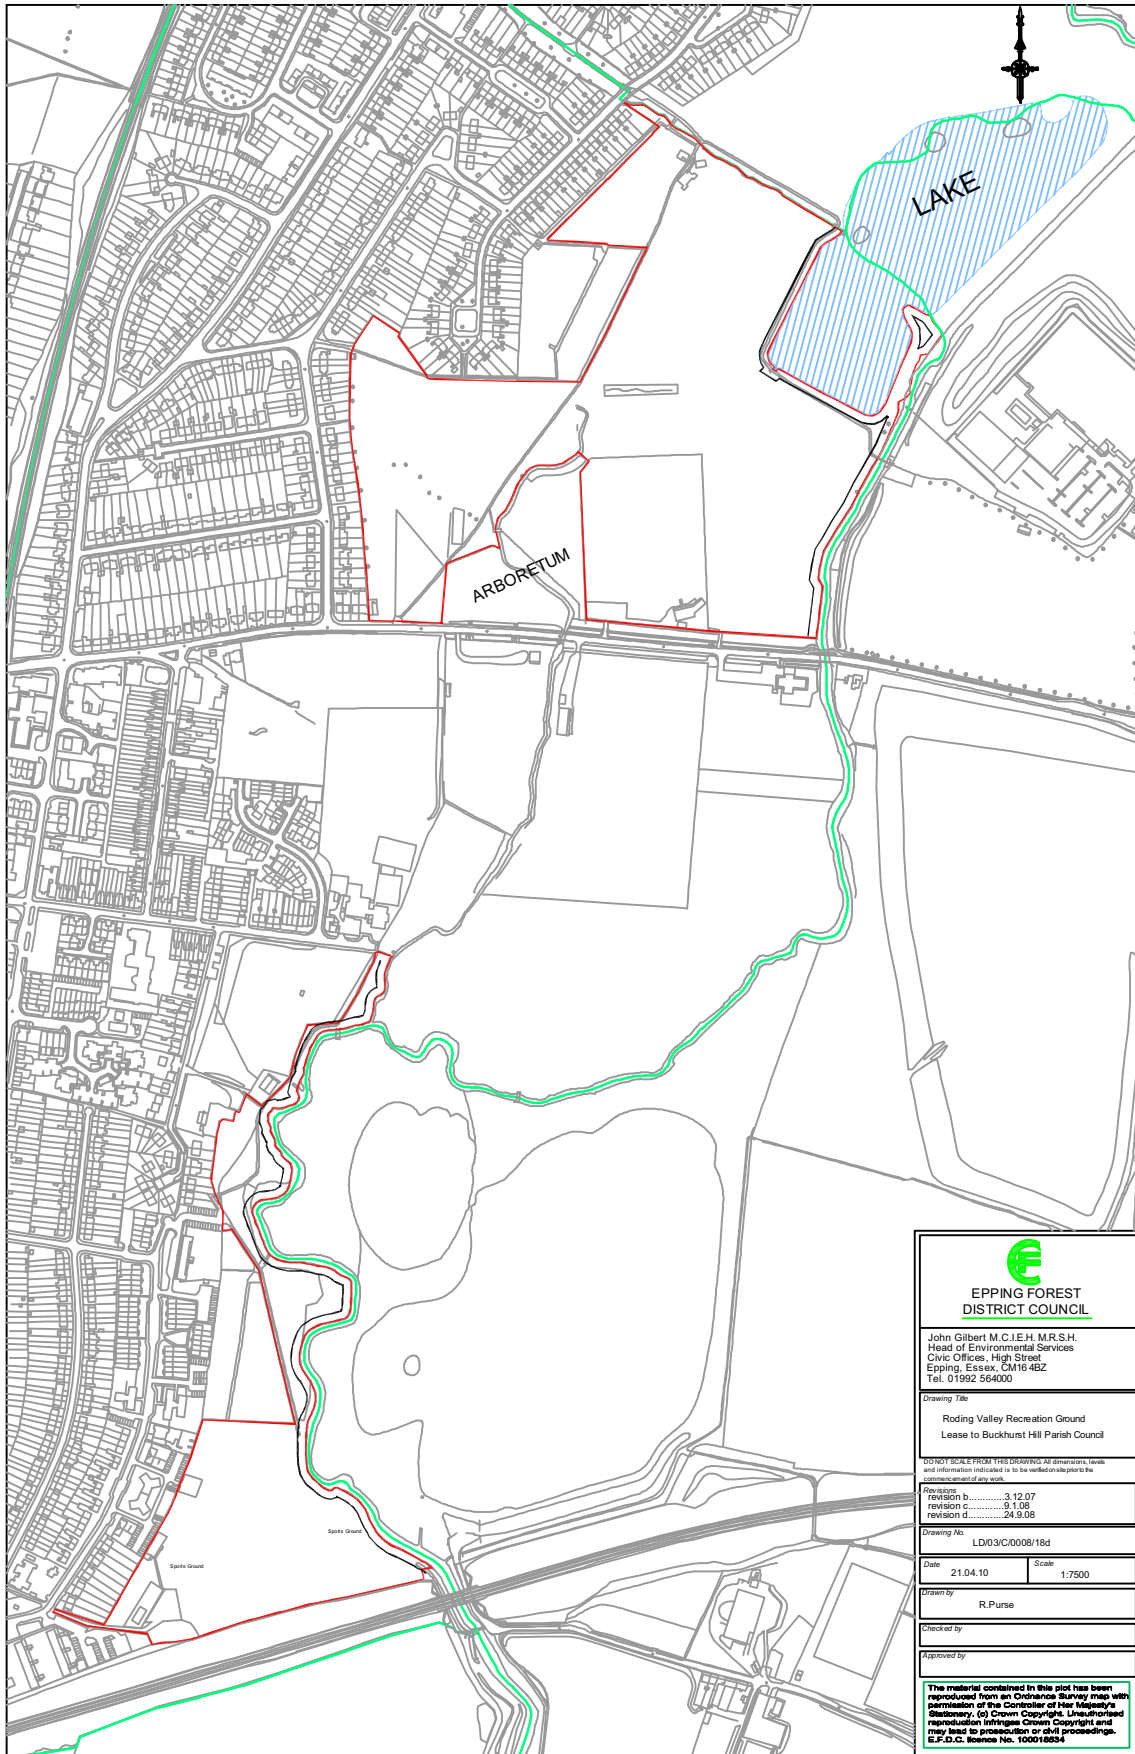 LAKE
ARBORETUM
Sports Ground
Sports Ground
EPPING FOREST
DISTRICT COUNCIL
John Gilbert M.C.I.E.H. M.R.S.H.
Head of Environmental Services
Civic Offices, High Street
Epping, Essex, CM16 4BZ
Tel. 01992 564000
Drawing Title
Roding Valley Recreation Ground
Lease to Buckhurst Hill Parish Council
DO NOT SCALE FROM THIS DRAWING. All dimensions, levels
and information indicated is to be verified on site prior to the
commencement of any work.
Revisions
revision b............3.12.07
revision c............9.1.08
revision d............24.9.08
Drawing No.
LD/03/C/0008/18d
Date
21.04.10
Scale
1:7500
Drawn by
R.Purse
Checked by
Approved by
The material contained in this plot has been
reproduced from an Ordnance Survey map with
permission of the Controller of Her Majesty's
Stationery. (c) Crown Copyright. Unauthorised
reproduction infringes Crown Copyright and
may lead to prosecution or civil proceedings.
E.F.D.C. licence No. 100018534